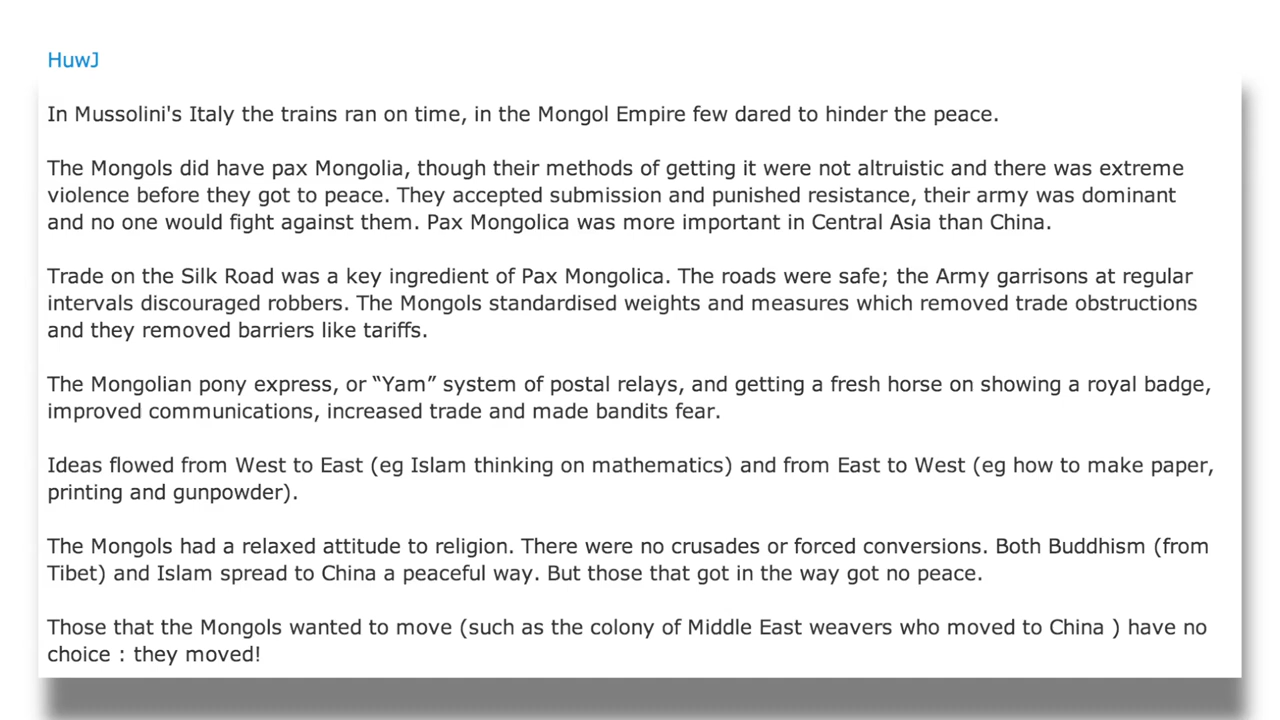 HuwJ
In Mussolini's Italy the trains ran on time, in the Mongol Empire few dared to hinder the peace.
The Mongols did have pax Mongolia, though their methods of getting it were not altruistic and there was extreme
violence before they got to peace. They accepted submission and punished resistance, their army was dominant
and no one would fight against them. Pax Mongolica was more important in Central Asia than China.
Trade on the Silk Road was a key ingredient of Pax Mongolica. The roads were safe; the Army garrisons at regular
intervals discouraged robbers. The Mongols standardised weights and measures which removed trade obstructions
and they removed barriers like tariffs.
The Mongolian pony express, or “Yam” system of postal relays, and getting a fresh horse on showing a royal badge,
improved communications, increased trade and made bandits fear.
Ideas flowed from West to East (eg Islam thinking on mathematics) and from East to West (eg how to make paper,
printing and gunpowder).
The Mongols had a relaxed attitude to religion. There were no crusades or forced conversions. Both Buddhism (from
Tibet) and Islam spread to China a peaceful way. But those that got in the way got no peace.
Those that the Mongols wanted to move (such as the colony of Middle East weavers who moved to China ) have no
choice : they moved!